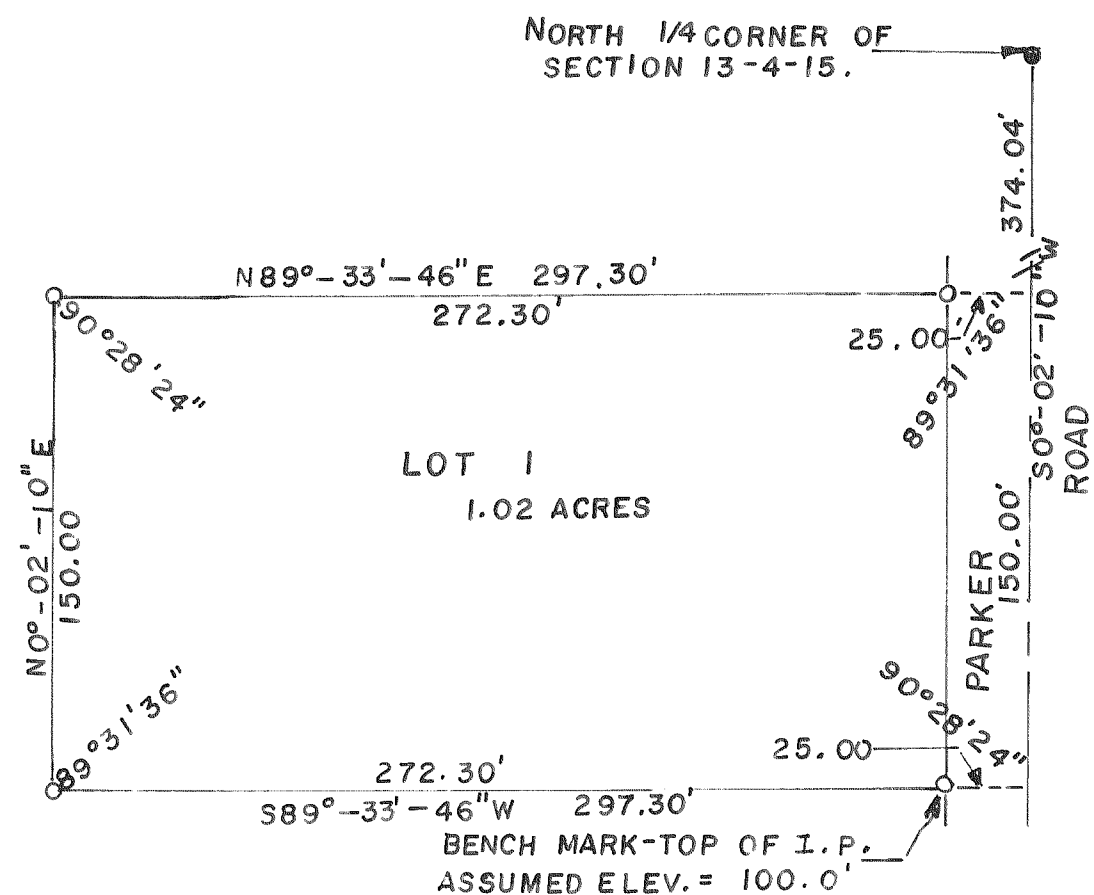 NORTH 1/4 CORNER OF
SECTION 13-4-15.
374.04'
N89°-33'-46"E 297.30'
272.30'
25.00'
90°28'24"
89°31'36"
S0°-02'-10"W
LOT 1
1.02 ACRES
N0°-02'-10"E
150.00
PARKER ROAD
150.00'
89°31'36"
90°28'24"
25.00
272.30'
S89°-33'-46"W 297.30'
BENCH MARK-TOP OF I.P.
ASSUMED ELEV. = 100.0'